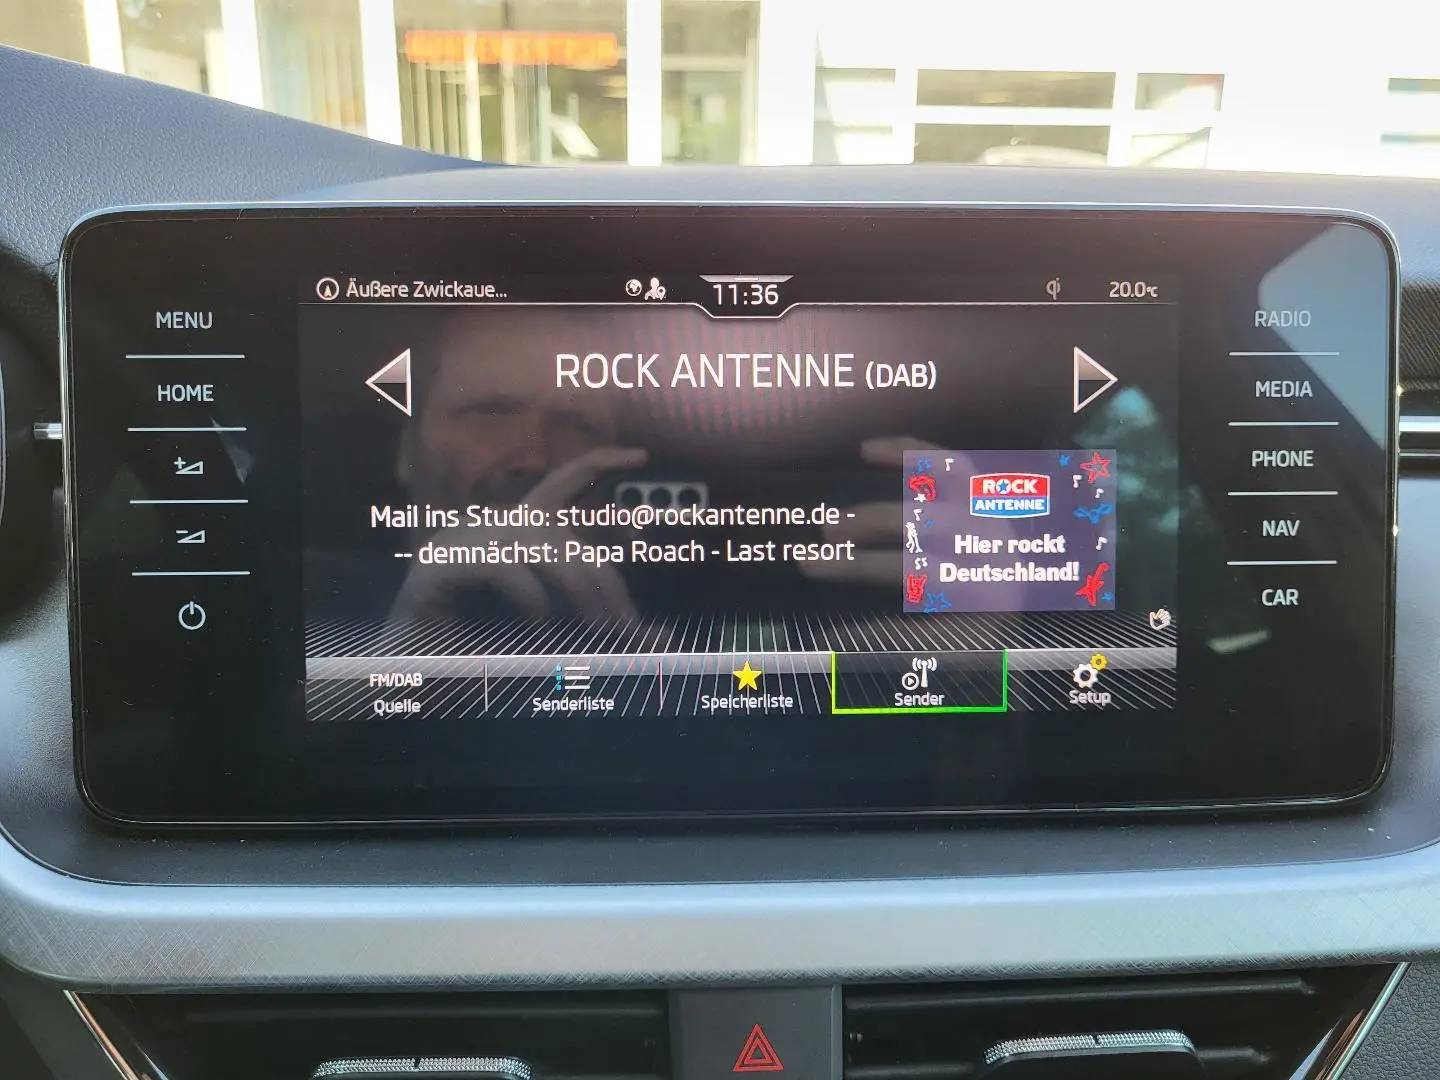 Äußere Zwickaue...
11:36
qi
20.0°C
MENU
HOME
RADIO
MEDIA
PHONE
NAV
CAR
ROCK ANTENNE (DAB)
Mail ins Studio: studio@rockantenne.de -
-- demnächst: Papa Roach - Last resort
ROCK
ANTENNE
Hier rockt
Deutschland!
FM/DAB
Quelle
Senderliste
Speicherliste
Sender
Setup